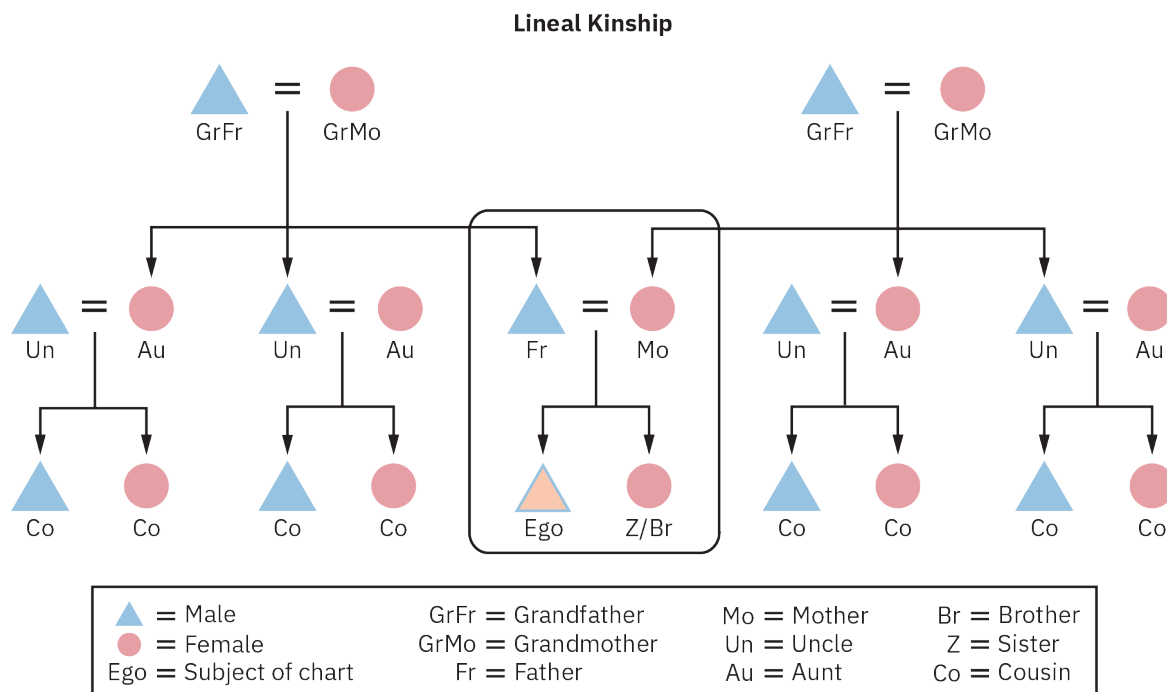 Lineal Kinship
= =
GrFr GrMo GrFr GrMo
= = = = =
Un Au Un Au Fr Mo Un Au Un Au
Co Co Co Co Ego Z/Br Co Co Co Co
= Male GrFr = Grandfather Mo = Mother Br = Brother
= Female GrMo = Grandmother Un = Uncle Z = Sister
Ego = Subject of chart Fr = Father Au = Aunt Co = Cousin